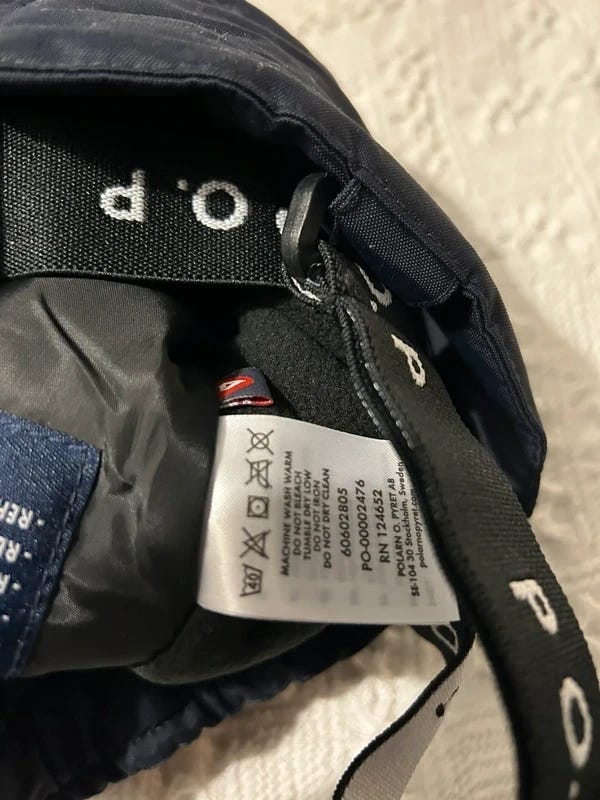 P.O.P
O.P
P
P O.
40
MACHINE WASH WARM
DO NOT BLEACH
TUMBLE DRY LOW
DO NOT IRON
DO NOT DRY CLEAN
60602805
PO-00002476
RN 124652
POLARN O. PYRET AB
SE-104 30 Stockholm, Sweden
polarnopyret.com